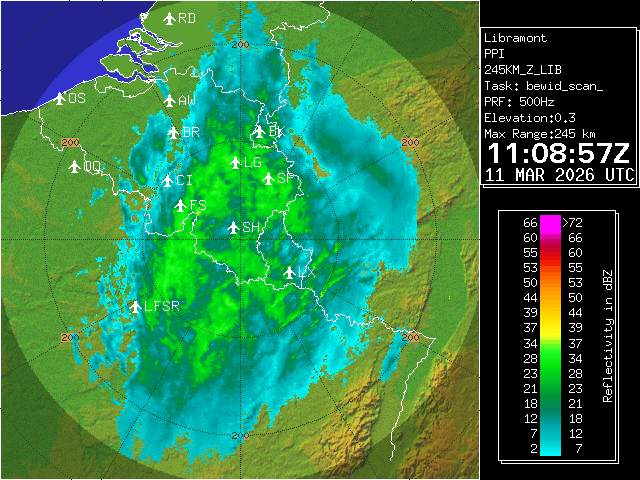 RD
200
OS
AW
BR
BK
200
200
QQ
LG
CI
SP
FS
SH
LX
LFSR
200
200
200
Libramont
PPI
245KM_Z_LIB
Task: bewid_scan_
PRF: 500Hz
Elevation:0.3
Max Range:245 km
11:08:57Z
11 MAR 2026 UTC
66 >72
60 66
55 60
53 55
50 53
44 50
39 44
37 39
34 37
28 34
23 28
21 23
18 21
12 18
7 12
2 7
Reflectivity in dBZ